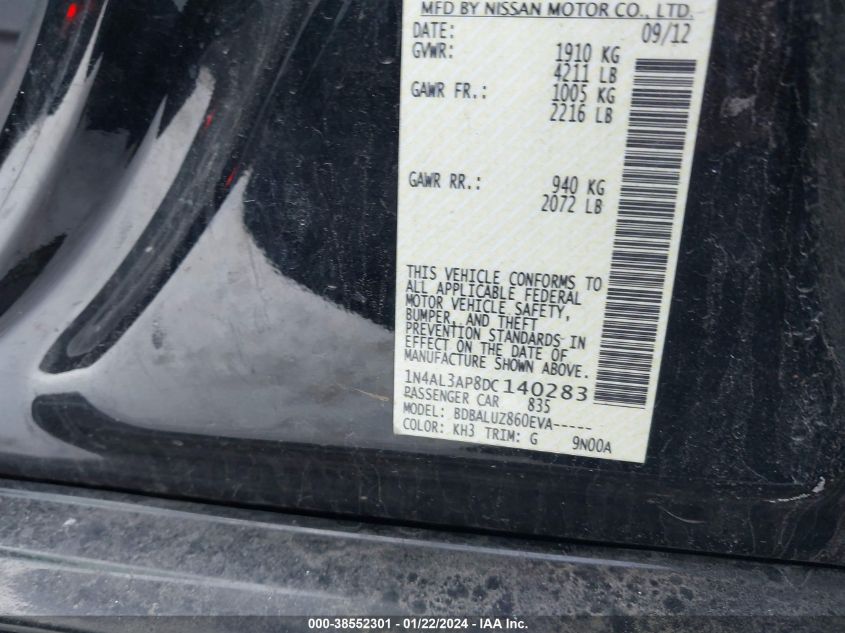 MFD BY NISSAN MOTOR CO., LTD.
DATE: 09/12
GVWR: 1910 KG
4211 LB
GAWR FR.: 1005 KG
2216 LB
GAWR RR.: 940 KG
2072 LB
THIS VEHICLE CONFORMS TO
ALL APPLICABLE FEDERAL
MOTOR VEHICLE SAFETY,
BUMPER, AND THEFT
PREVENTION STANDARDS IN
EFFECT ON THE DATE OF
MANUFACTURE SHOWN ABOVE.
1N4AL3AP8DC140283
PASSENGER CAR 835
MODEL: BDBALUZ860EVA-----
COLOR: KH3 TRIM: G 9N00A
000-38552301 - 01/22/2024 - IAAI.com.